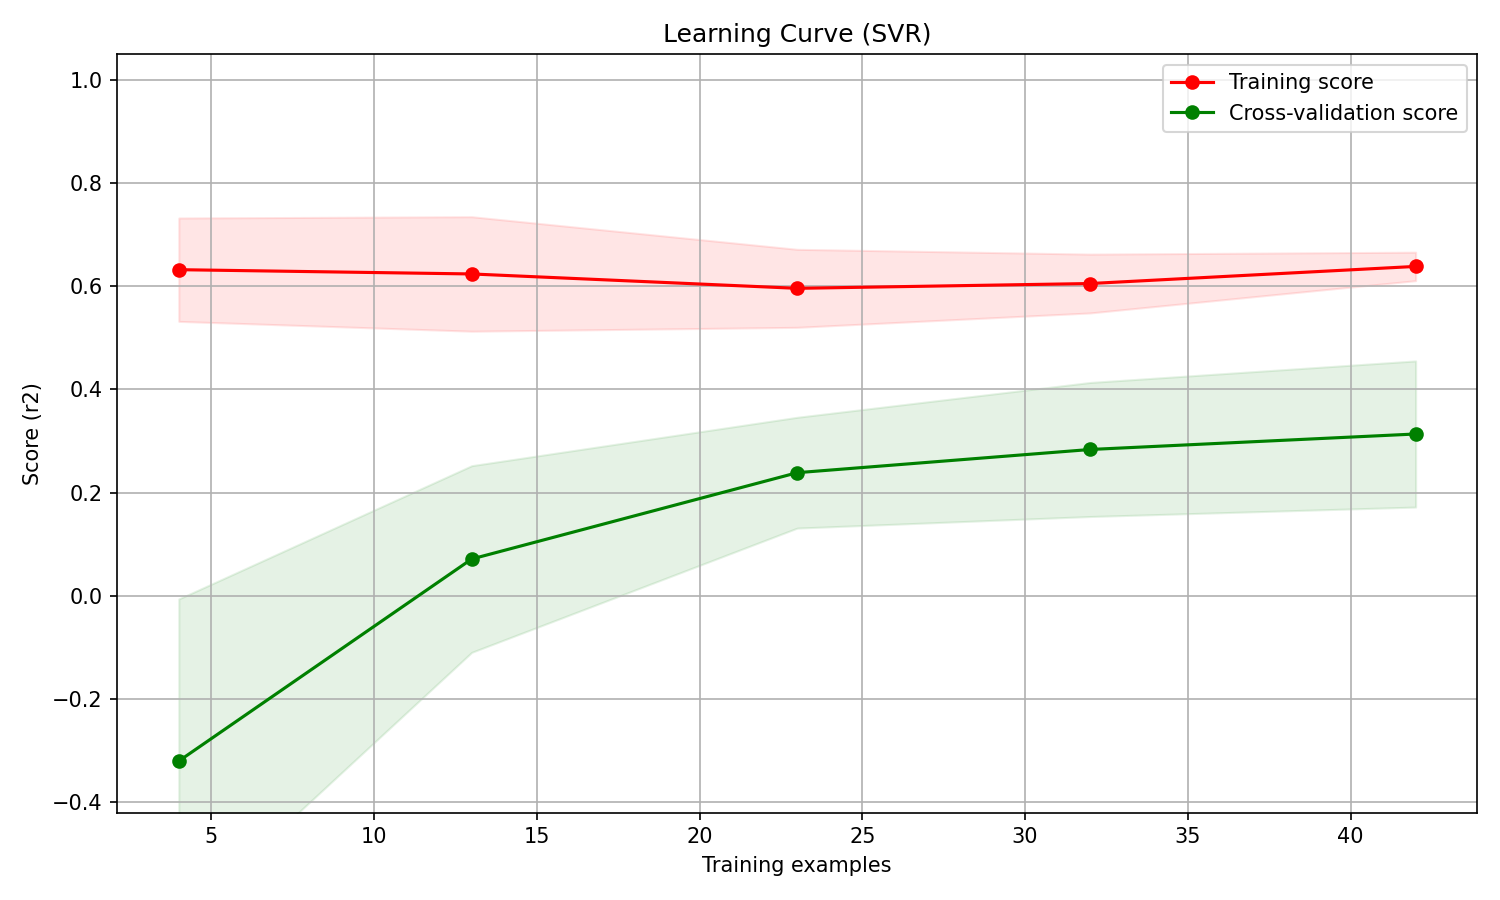 Learning Curve (SVR)
Training score
Cross-validation score
Score (r2)
1.0
0.8
0.6
0.4
0.2
0.0
−0.2
−0.4
5 10 15 20 25 30 35 40
Training examples